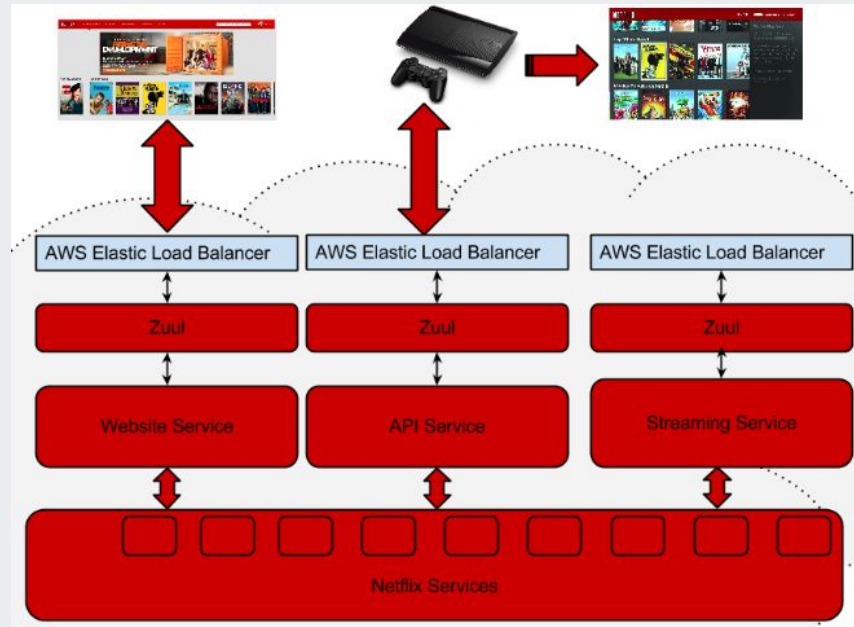 DEVELOPMENT
AWS Elastic Load Balancer
AWS Elastic Load Balancer
AWS Elastic Load Balancer
Zuul
Zuul
Zuul
Website Service
API Service
Streaming Service
Netflix Services